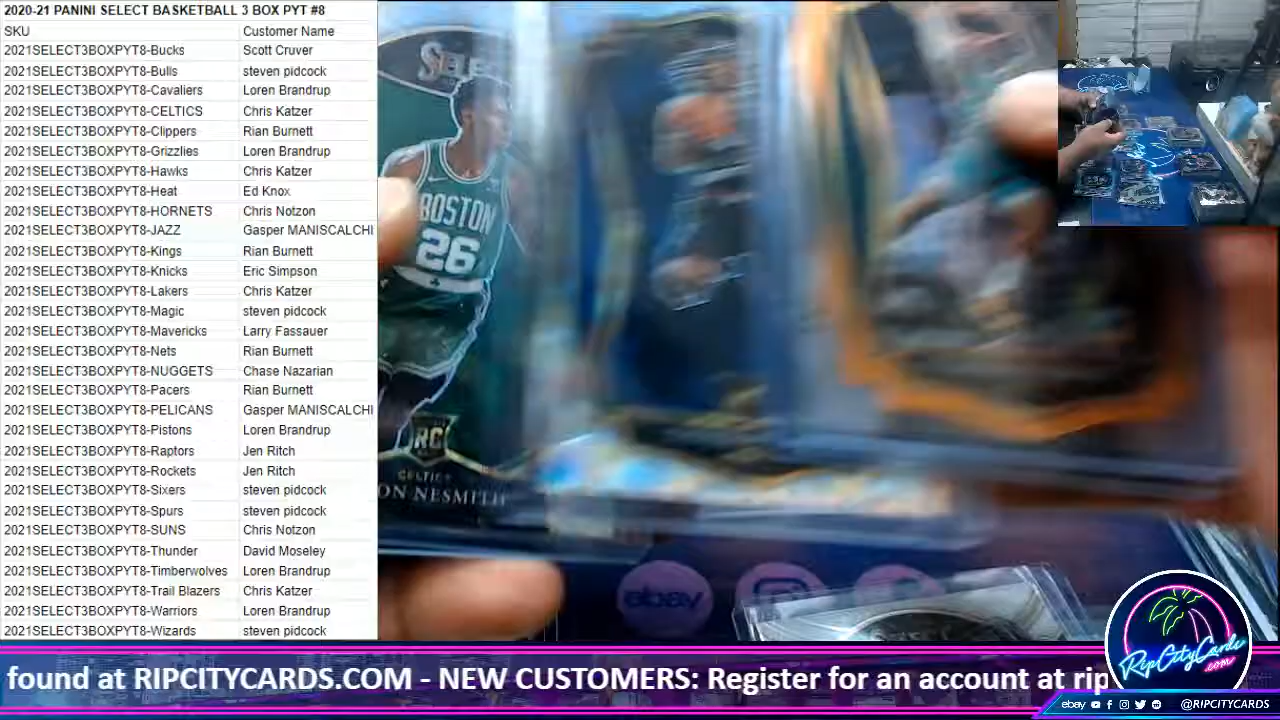 2020-21 PANINI SELECT BASKETBALL 3 BOX PYT #8
SKU Customer Name
2021SELECT3BOXPYT8-Bucks Scott Cruver
2021SELECT3BOXPYT8-Bulls steven pidcock
2021SELECT3BOXPYT8-Cavaliers Loren Brandrup
2021SELECT3BOXPYT8-CELTICS Chris Katzer
2021SELECT3BOXPYT8-Clippers Rian Burnett
2021SELECT3BOXPYT8-Grizzlies Loren Brandrup
2021SELECT3BOXPYT8-Hawks Chris Katzer
2021SELECT3BOXPYT8-Heat Ed Knox
2021SELECT3BOXPYT8-HORNETS Chris Notzon
2021SELECT3BOXPYT8-JAZZ Gasper MANISCALCHI
2021SELECT3BOXPYT8-Kings Rian Burnett
2021SELECT3BOXPYT8-Knicks Eric Simpson
2021SELECT3BOXPYT8-Lakers Chris Katzer
2021SELECT3BOXPYT8-Magic steven pidcock
2021SELECT3BOXPYT8-Mavericks Larry Fassauer
2021SELECT3BOXPYT8-Nets Rian Burnett
2021SELECT3BOXPYT8-NUGGETS Chase Nazarian
2021SELECT3BOXPYT8-Pacers Rian Burnett
2021SELECT3BOXPYT8-PELICANS Gasper MANISCALCHI
2021SELECT3BOXPYT8-Pistons Loren Brandrup
2021SELECT3BOXPYT8-Raptors Jen Ritch
2021SELECT3BOXPYT8-Rockets Jen Ritch
2021SELECT3BOXPYT8-Sixers steven pidcock
2021SELECT3BOXPYT8-Spurs steven pidcock
2021SELECT3BOXPYT8-SUNS Chris Notzon
2021SELECT3BOXPYT8-Thunder David Moseley
2021SELECT3BOXPYT8-Timberwolves Loren Brandrup
2021SELECT3BOXPYT8-Trail Blazers Chris Katzer
2021SELECT3BOXPYT8-Warriors Loren Brandrup
2021SELECT3BOXPYT8-Wizards steven pidcock
SELE
BOSTON
26
RC
CELTICS
ON NESMITH
ebay
RipCityCards
.com
found at RIPCITYCARDS.COM - NEW CUSTOMERS: Register for an account at rip
ebay @RIPCITYCARDS